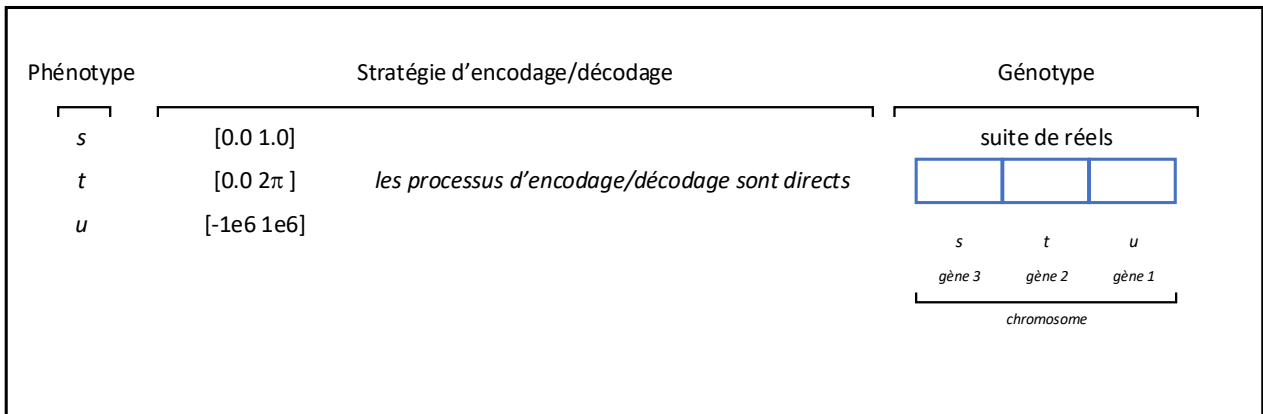 Phénotype Stratégie d’encodage/décodage Génotype
s [0.0 1.0] suite de réels
t [0.0 2π ] les processus d’encodage/décodage sont directs
u [-1e6 1e6]
s t u
gène 3 gène 2 gène 1
chromosome